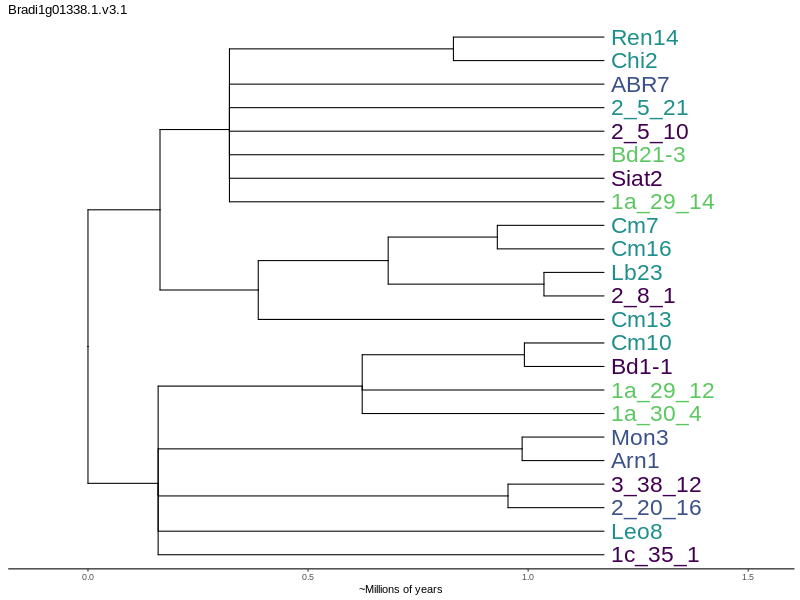 Bradi1g01338.1.v3.1
Ren14
Chi2
ABR7
2_5_21
2_5_10
Bd21-3
Siat2
1a_29_14
Cm7
Cm16
Lb23
2_8_1
Cm13
Cm10
Bd1-1
1a_29_12
1a_30_4
Mon3
Arn1
3_38_12
2_20_16
Leo8
1c_35_1
0.0 0.5 1.0 1.5
~Millions of years